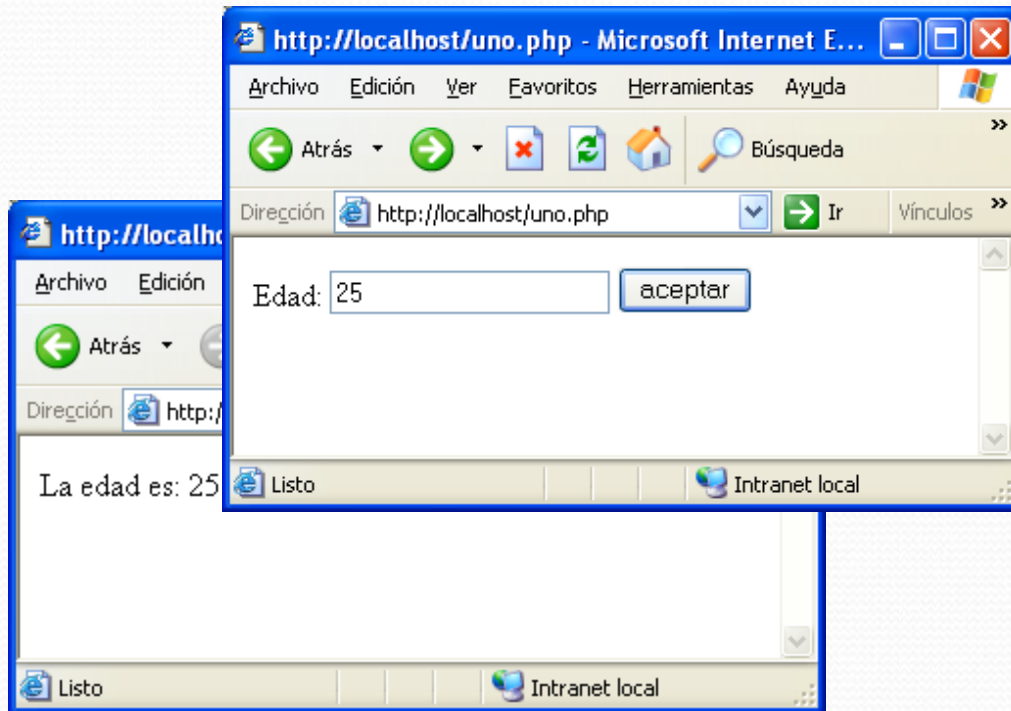 http://localhost/uno.php - Microsoft Internet E...
Archivo Edición Ver Favoritos Herramientas Ayuda
Atrás Búsqueda »
Dirección http://localhost/uno.php Ir Vínculos »
Edad: 25 aceptar
Listo Intranet local
http://localho
Archivo Edición
Atrás
Dirección http:/
La edad es: 25
Listo Intranet local